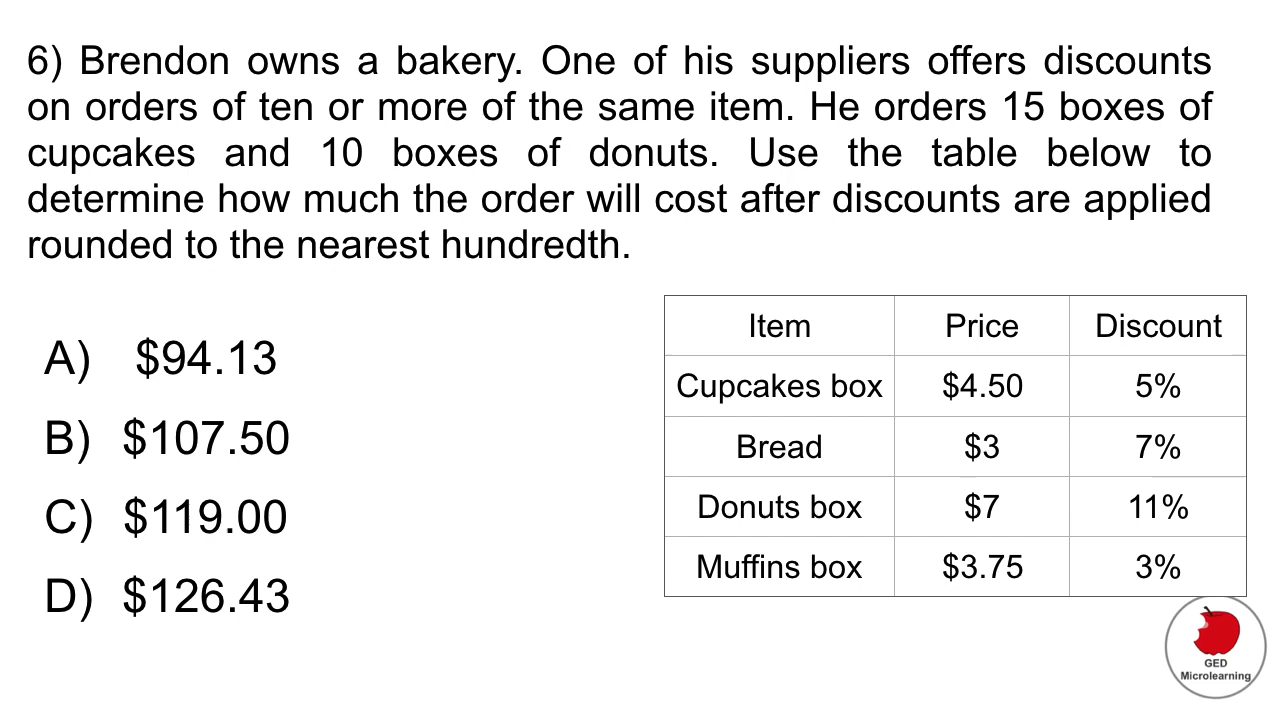 6) Brendon owns a bakery. One of his suppliers offers discounts
on orders of ten or more of the same item. He orders 15 boxes of
cupcakes and 10 boxes of donuts. Use the table below to
determine how much the order will cost after discounts are applied
rounded to the nearest hundredth.
A) $94.13
B) $107.50
C) $119.00
D) $126.43
Item Price Discount
Cupcakes box $4.50 5%
Bread $3 7%
Donuts box $7 11%
Muffins box $3.75 3%
GED
Microlearning